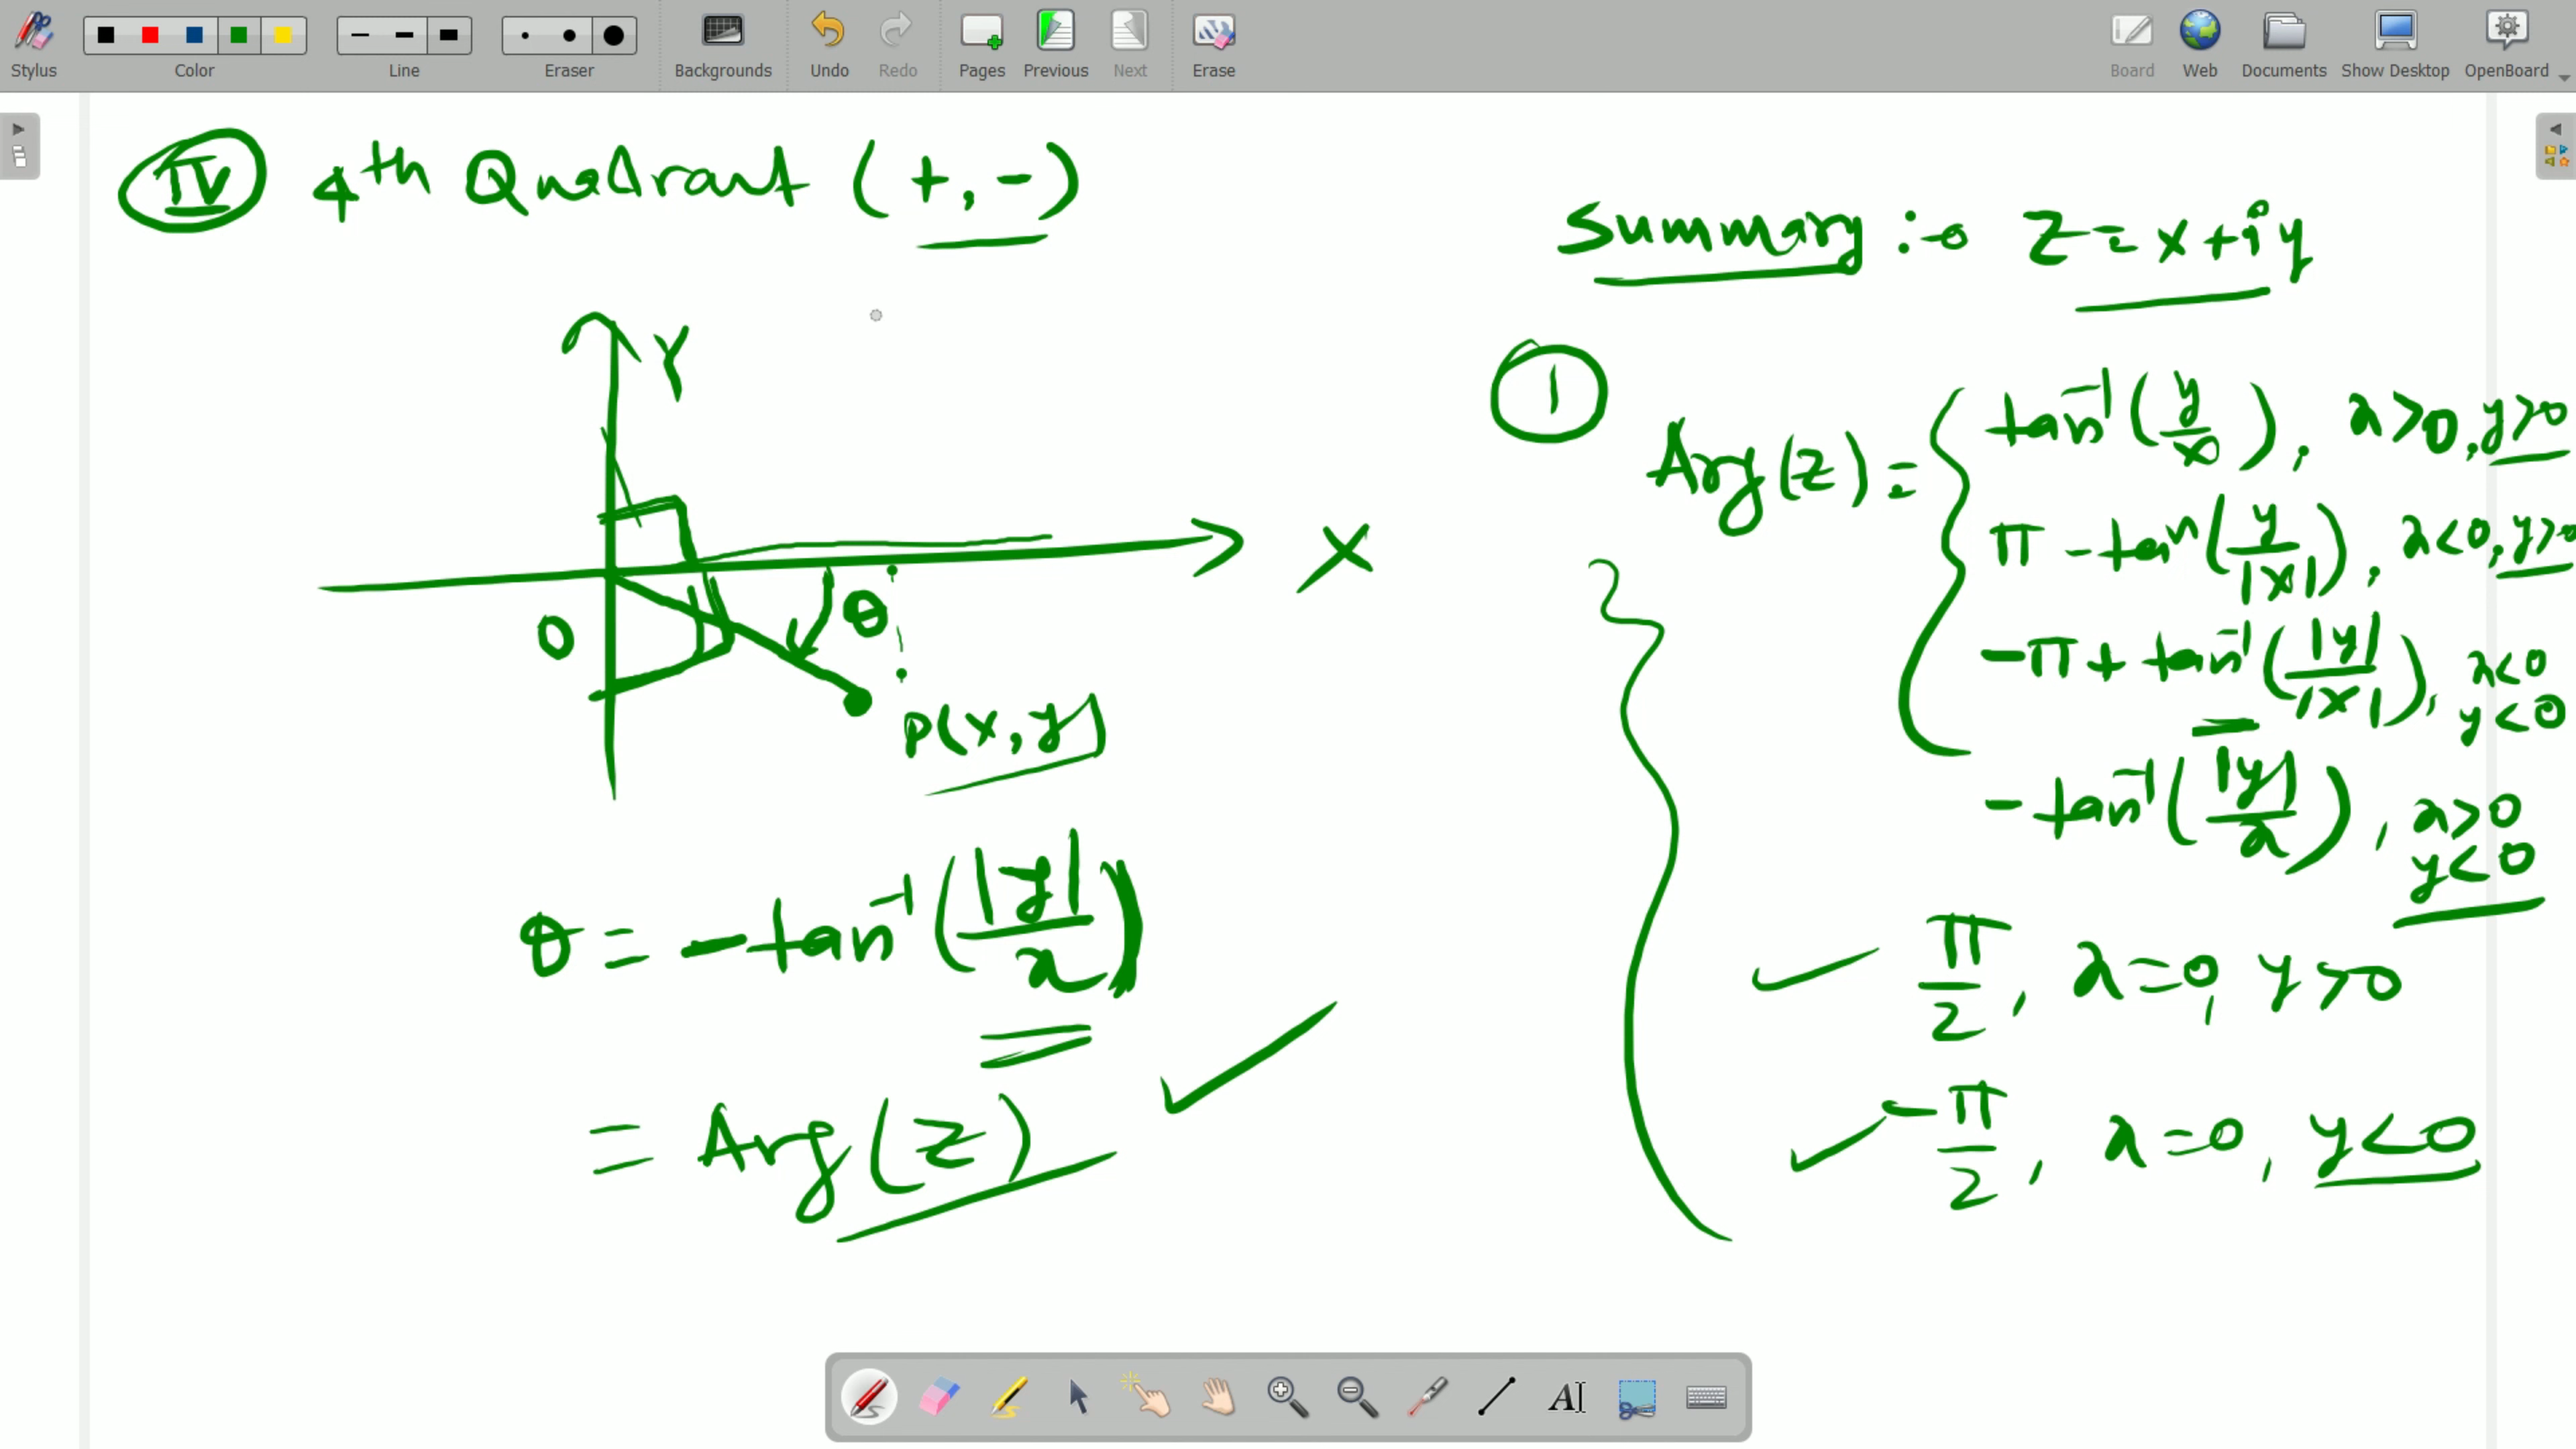 Stylus Color Line Eraser Backgrounds Undo Redo Pages Previous Next Erase Board Web Documents Show Desktop OpenBoard
IV 4th Quadrant (+, -)
Y
X
O
θ
P(x, y)
θ = -tan⁻¹(|y|/x)
= Arg(z)
Summary :→ z = x+iy
1
Arg(z) =
tan⁻¹(y/x), x>0, y>0
π - tan⁻(y/|x|), x<0, y>0
-π + tan⁻¹(|y|/|x|), x<0 y<0
-tan⁻¹(|y|/x), x>0 y<0
π/2, x=0, y>0
-π/2, x=0, y<0